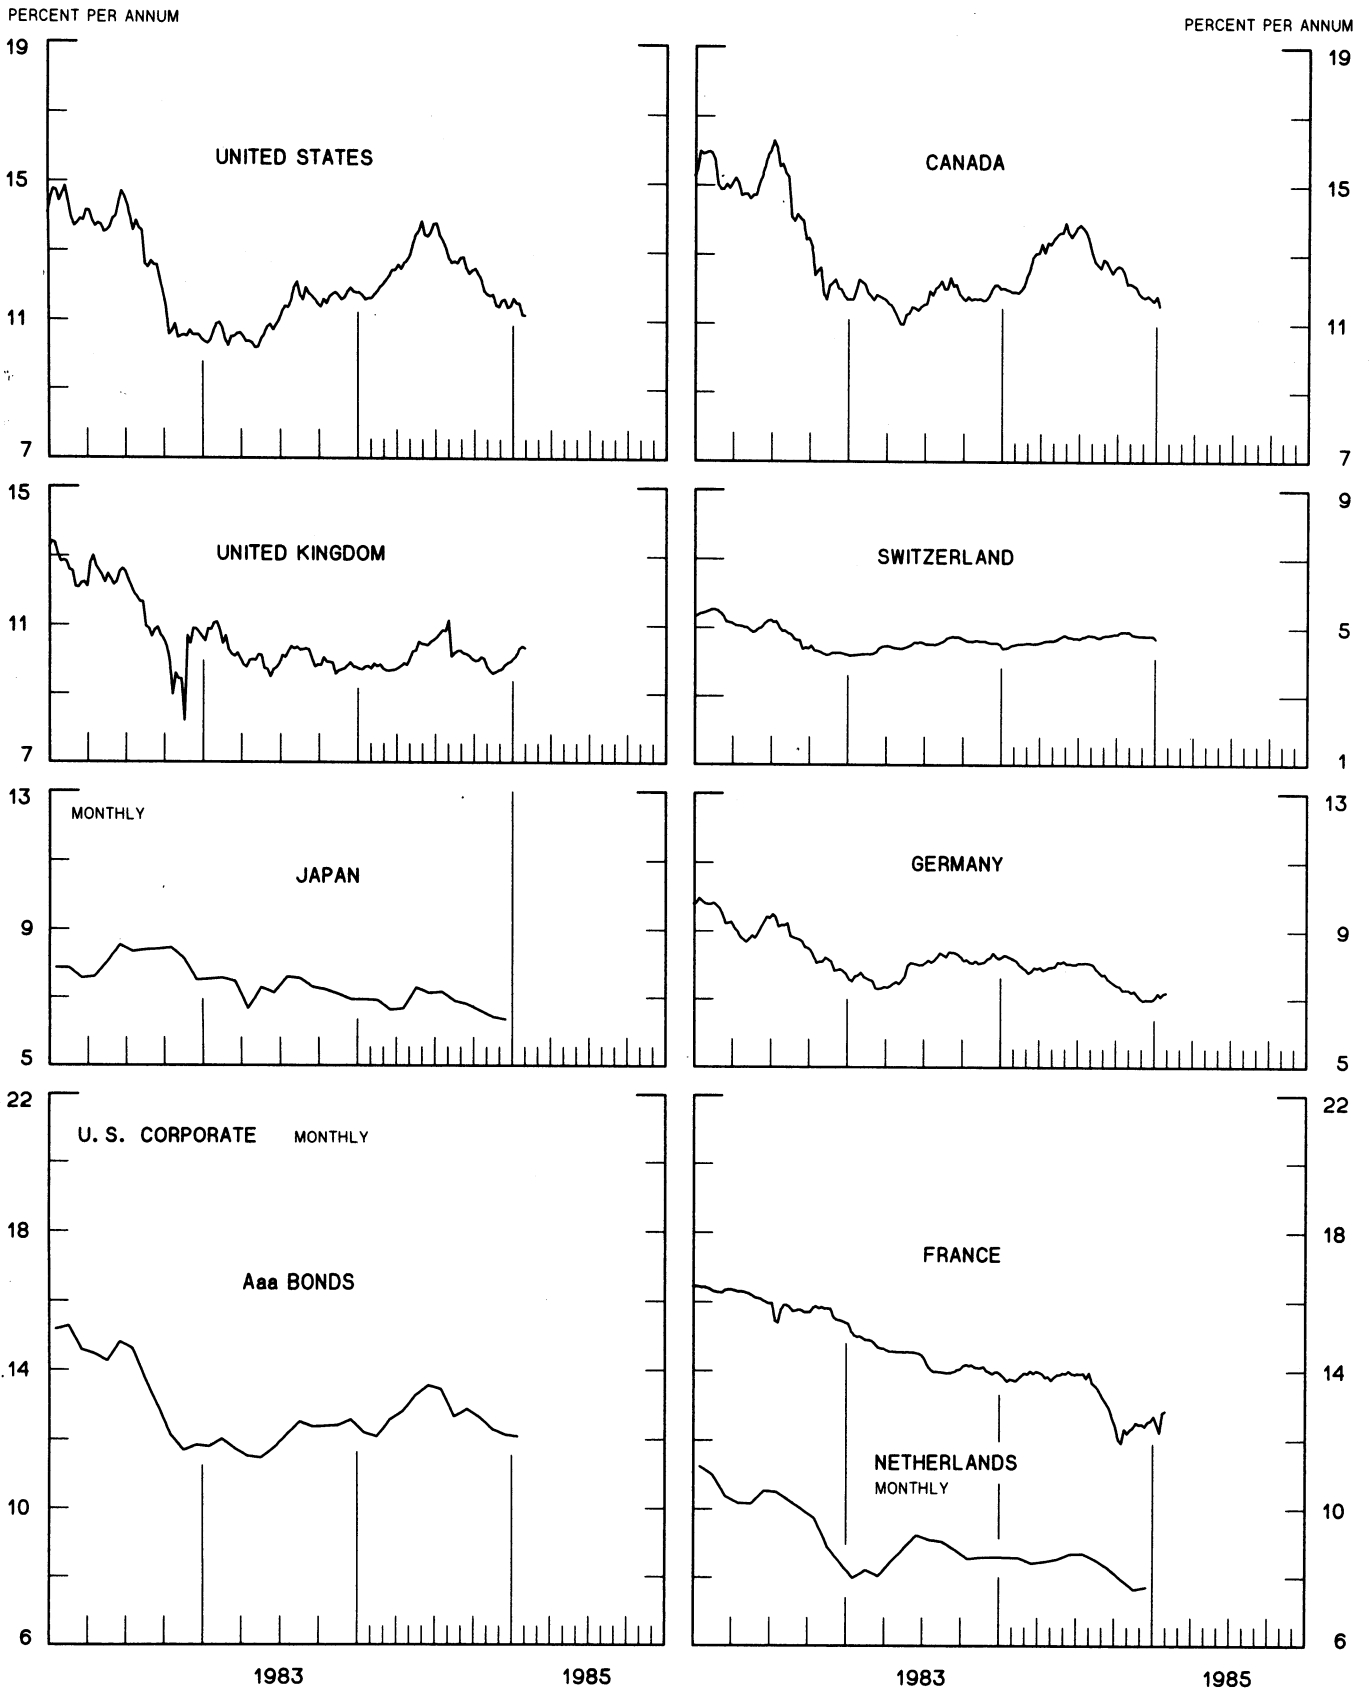 PERCENT PER ANNUM
PERCENT PER ANNUM
19
15
11
7
UNITED STATES
CANADA
19
15
11
7
15
11
7
UNITED KINGDOM
SWITZERLAND
9
5
1
13
9
5
MONTHLY
JAPAN
GERMANY
13
9
5
22
18
14
10
6
U.S. CORPORATE MONTHLY
Aaa BONDS
FRANCE
NETHERLANDS
MONTHLY
22
18
14
10
6
1983
1985
1983
1985